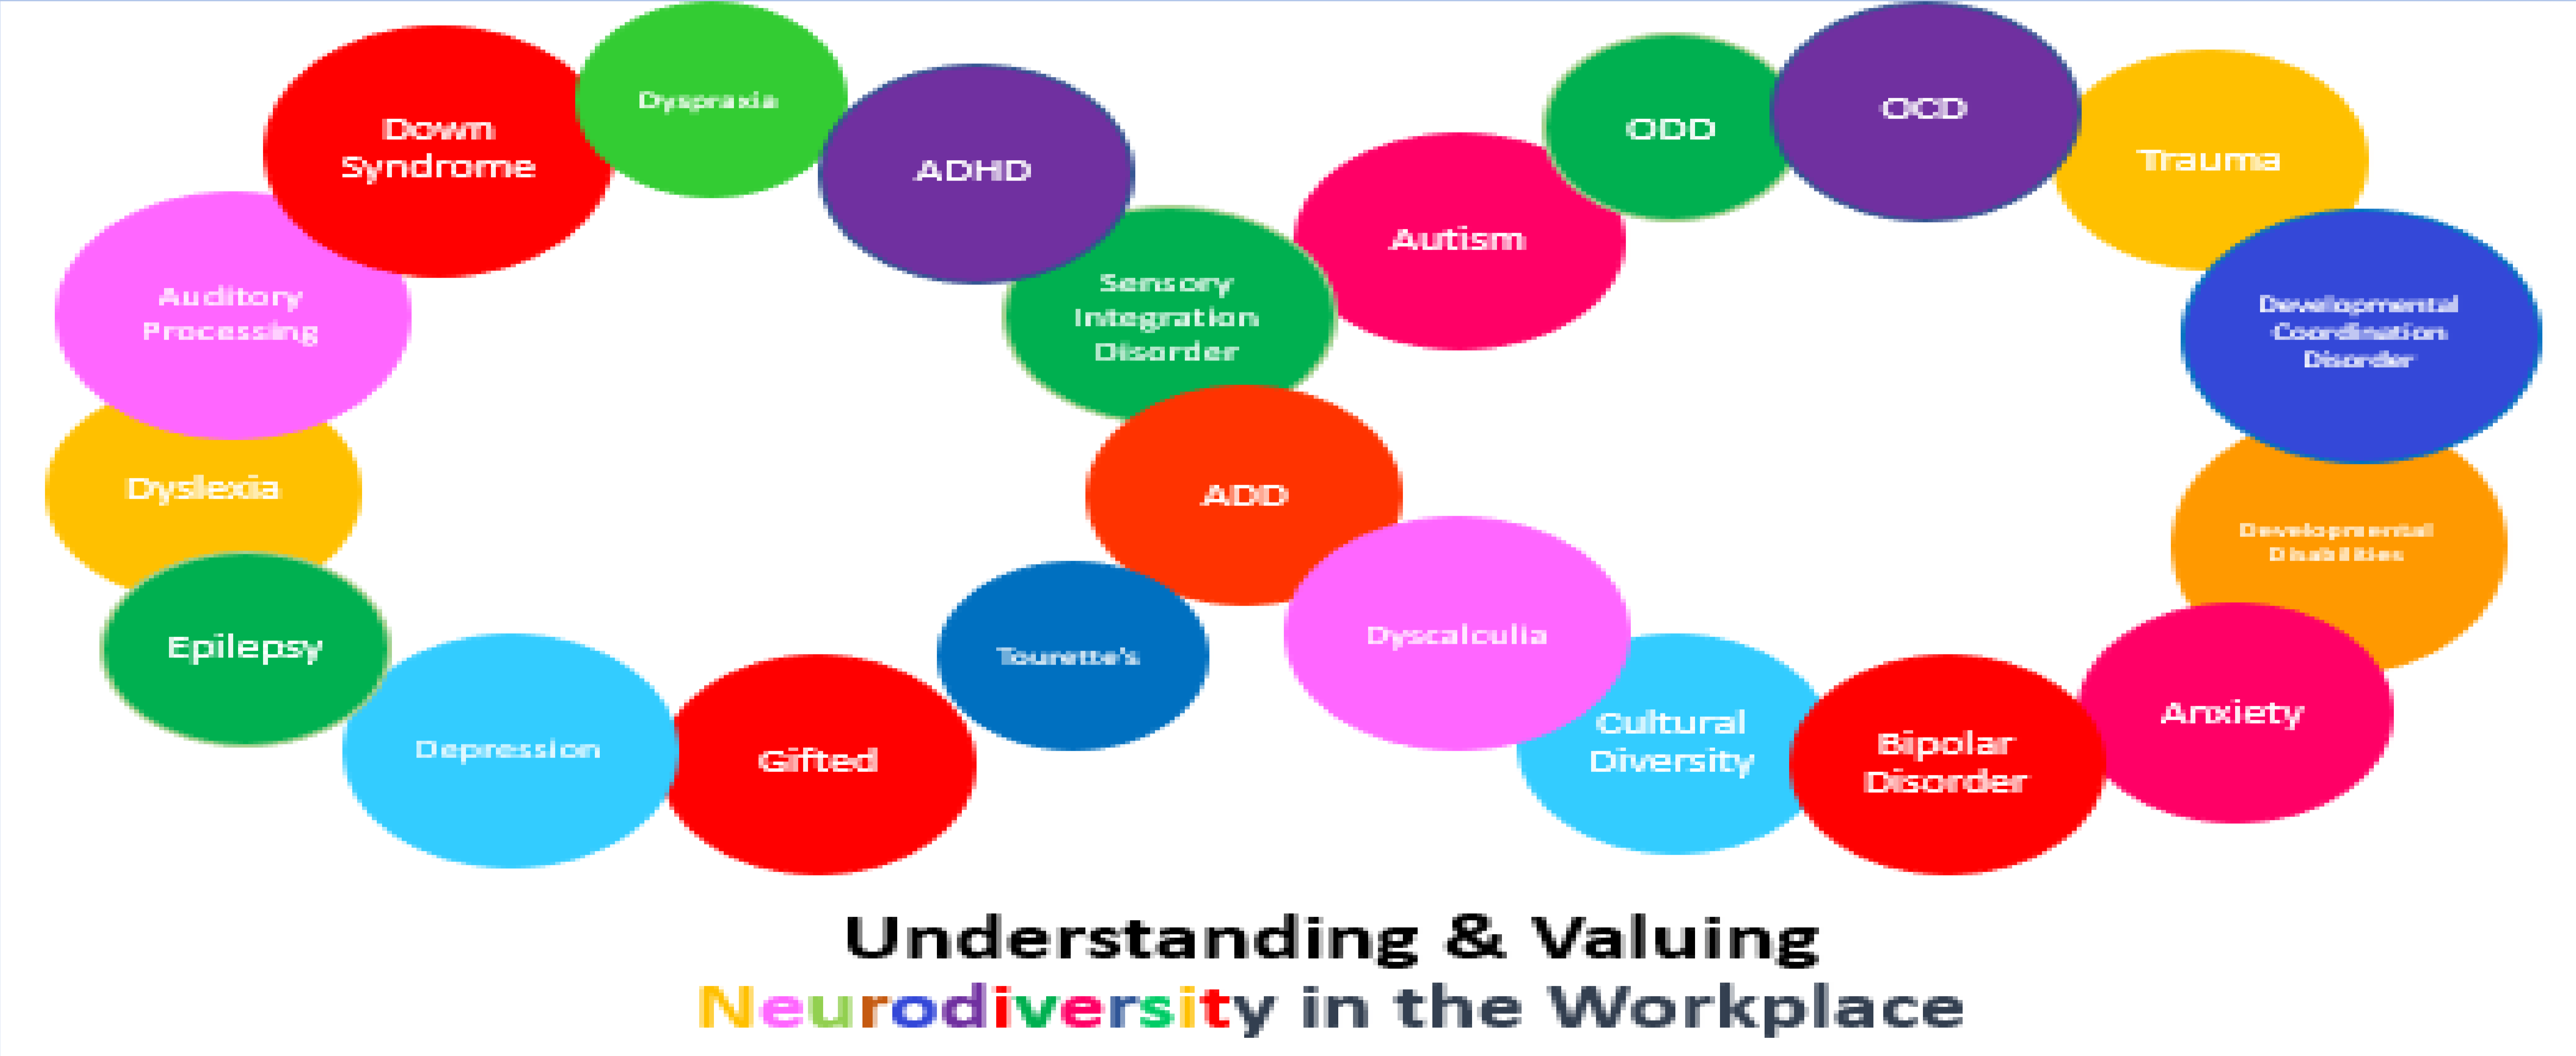 Down
Syndrome
Dyspraxia
ADHD
Sensory
Integration
Disorder
Autism
ODD
OCD
Trauma
Developmental
Coordination
Disorder
Developmental
Disabilities
Anxiety
Bipolar
Disorder
Cultural
Diversity
Dyscalculia
ADD
Tourette's
Gifted
Depression
Epilepsy
Dyslexia
Auditory
Processing
Understanding & Valuing
Neurodiversity in the Workplace